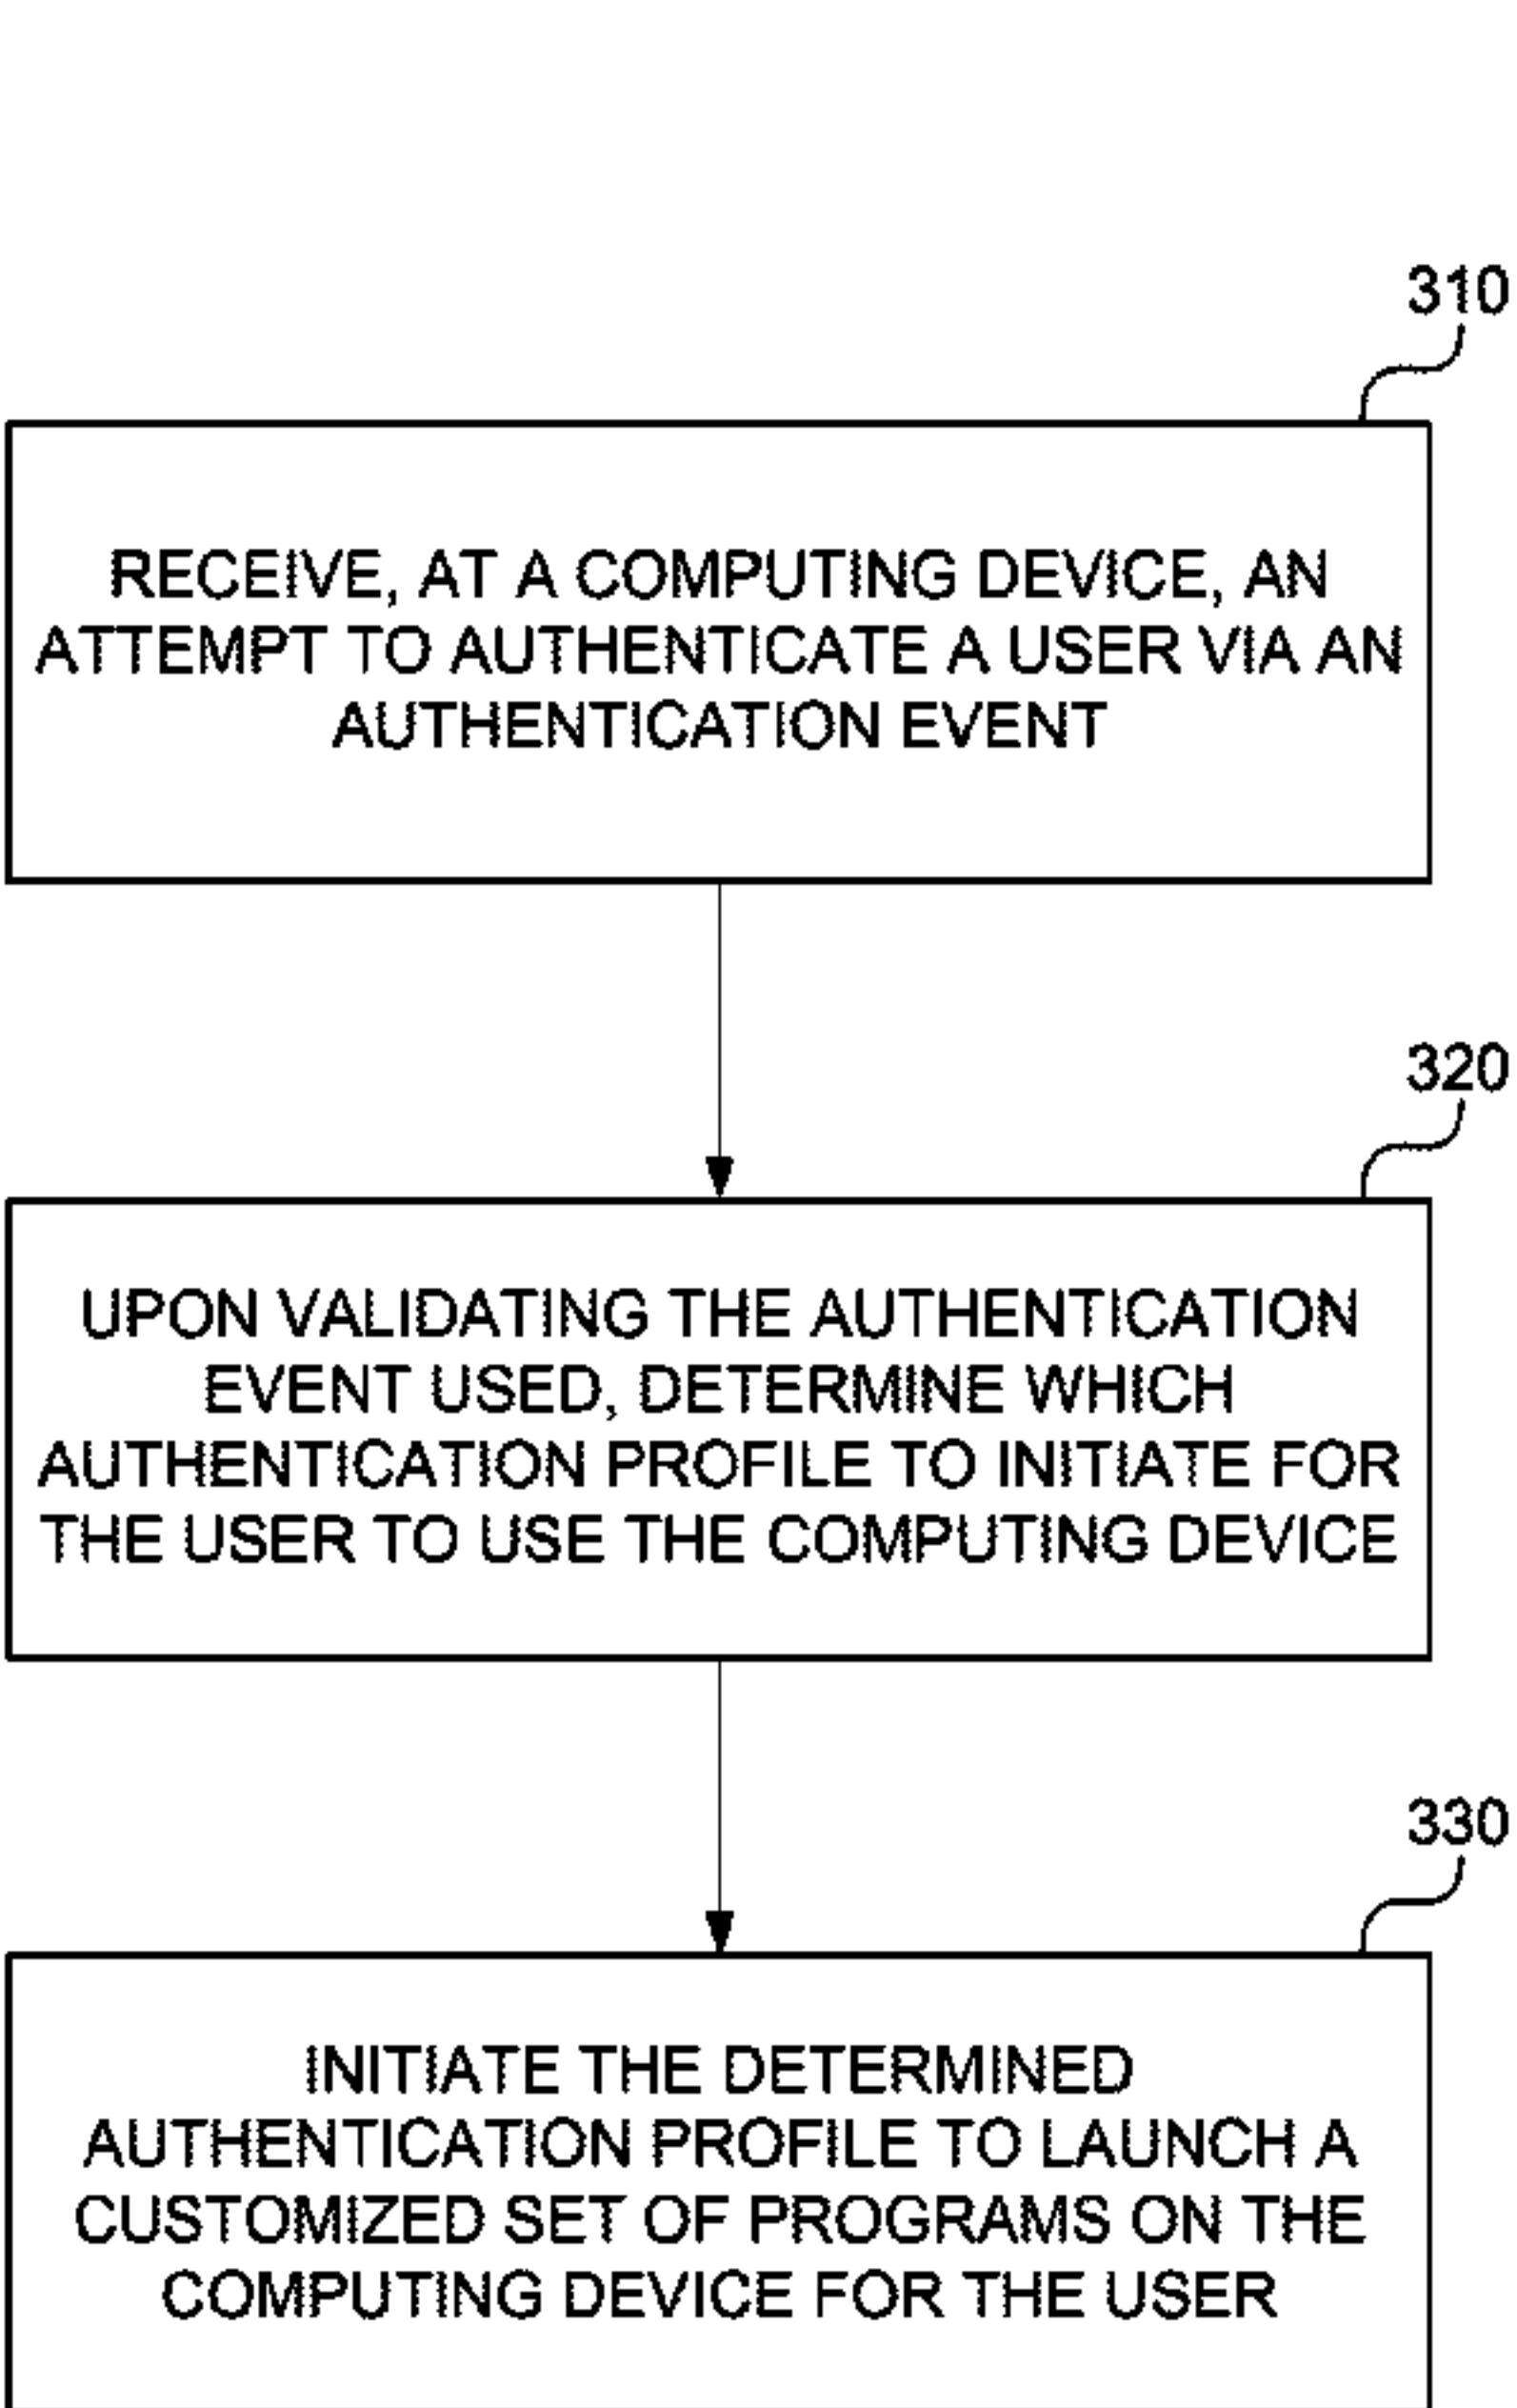 310
RECEIVE, AT A COMPUTING DEVICE, AN
ATTEMPT TO AUTHENTICATE A USER VIA AN
AUTHENTICATION EVENT
320
UPON VALIDATING THE AUTHENTICATION
EVENT USED, DETERMINE WHICH
AUTHENTICATION PROFILE TO INITIATE FOR
THE USER TO USE THE COMPUTING DEVICE
330
INITIATE THE DETERMINED
AUTHENTICATION PROFILE TO LAUNCH A
CUSTOMIZED SET OF PROGRAMS ON THE
COMPUTING DEVICE FOR THE USER